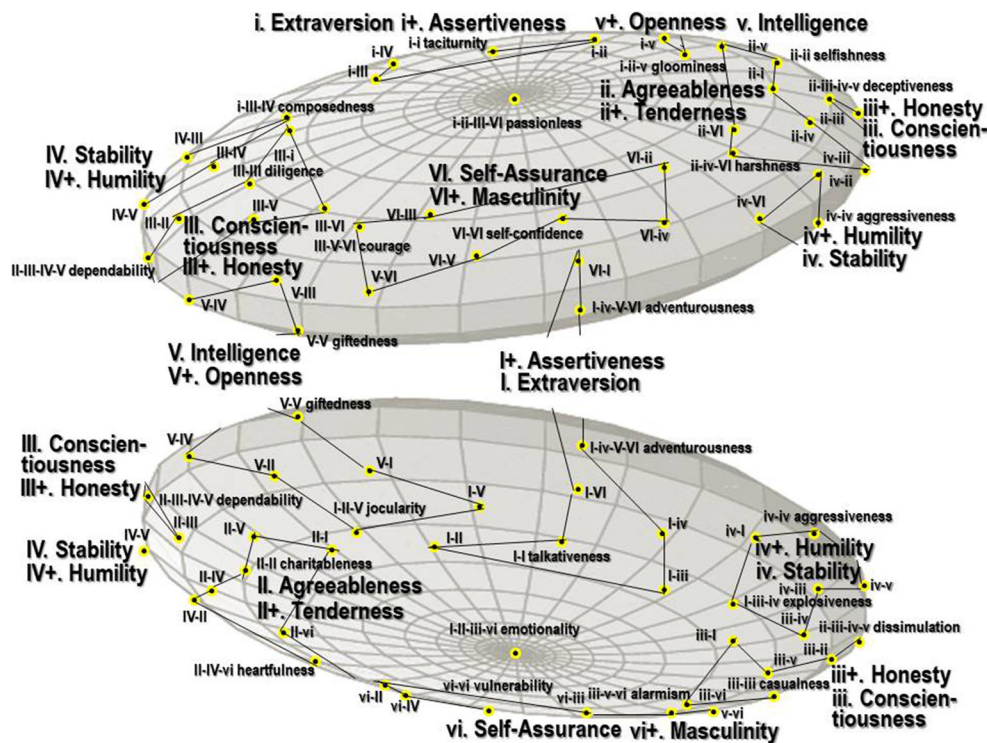 i. Extraversion i+. Assertiveness
v+. Openness v. Intelligence
i-IV
i-i taciturnity
i-ii
i-v
ii-v
ii-ii selfishness
i-III
i-ii-v gloominess
ii-i
ii-iii-iv-v deceptiveness
ii. Agreeableness
ii+. Tenderness
iii+. Honesty
iii. Conscien-
tiousness
ii-iii
i-III-IV composedness
i-ii-III-VI passionless
ii-VI
ii-iv
IV-III
III-IV
III-i
IV. Stability
IV+. Humility
III-III diligence
VI-ii
ii-iv-VI harshness
iv-iii
iv-ii
VI. Self-Assurance
VI+. Masculinity
IV-V
III-II
III-V
III-VI
VI-III
iv-VI
iv-iv aggressiveness
III. Conscien-
tiousness
III+. Honesty
III-V-VI courage
VI-VI self-confidence
VI-iv
iv+. Humility
iv. Stability
II-III-IV-V dependability
V-VI
VI-V
VI-I
V-IV
V-III
I-iv-V-VI adventurousness
V-V giftedness
V. Intelligence
V+. Openness
I+. Assertiveness
I. Extraversion
V-V giftedness
III. Conscien-
tiousness
III+. Honesty
V-IV
V-II
V-I
I-iv-V-VI adventurousness
II-III-IV-V dependability
I-II-V jocularity
I-V
I-VI
IV-V
II-III
II-V
II-I
I-II
I-iv
iv-I
iv-iv aggressiveness
IV. Stability
IV+. Humility
II-II charitableness
I-I talkativeness
iv+. Humility
iv. Stability
II-IV
II. Agreeableness
II+. Tenderness
I-iii
iv-iii
iv-v
IV-II
I-iii-iv explosiveness
II-vi
I-II-iii-vi emotionality
iii-I
iii-iv
ii-iii-iv-v dissimulation
II-IV-vi heartfulness
iii-v
iii-ii
vi-II
vi-vi vulnerability
iii-iii casualness
iii+. Honesty
iii. Conscien-
tiousness
vi-IV
vi-iii
iii-v-vi alarmism
iii-vi
v-vi
vi. Self-Assurance
vi+. Masculinity